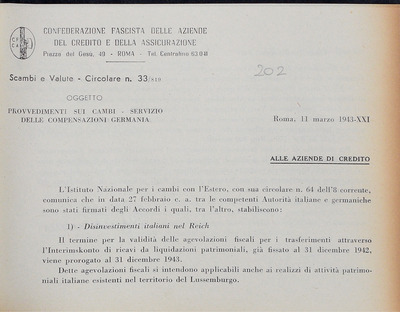 CONFEDERAZIONE FASCISTA DELLE AZIENDE
DEL CREDITO E DELLA ASSICURAZIONE
Piazza del Gesù, 49 - ROMA - Tel. Centralino
Scambi e Valute - Circolare n. 33/810.
202
OGGETTO
PROVVEDIMENTI SUI CAMBI - SERVIZIO
DELLE COMPENSAZIONI GERMANIA.
Roma, 11 marzo 1943-XXI
ALLE AZIENDE DI CREDITO
L'Istituto Nazionale per i cambi con l'Estero, con sua circolare n. 64 dell'8 corrente,
comunica che in data 27 febbraio c. a. tra le competenti Autorità italiane e germaniche
sono stati firmati degli Accordi i quali, tra l'altro, stabiliscono:
1) - Disinvestimenti italiani nel Reich
Il termine per la validità delle agevolazioni fiscali per i trasferimenti attraverso
l'Interimskonto di ricavi da liquidazioni patrimoniali, già fissato al 31 dicembre 1942,
viene prorogato al 31 dicembre 1943.
Dette agevolazioni fiscali si intendono applicabili anche ai realizzi di attività patrimo-
niali italiane esistenti nel territorio del Lussemburgo.